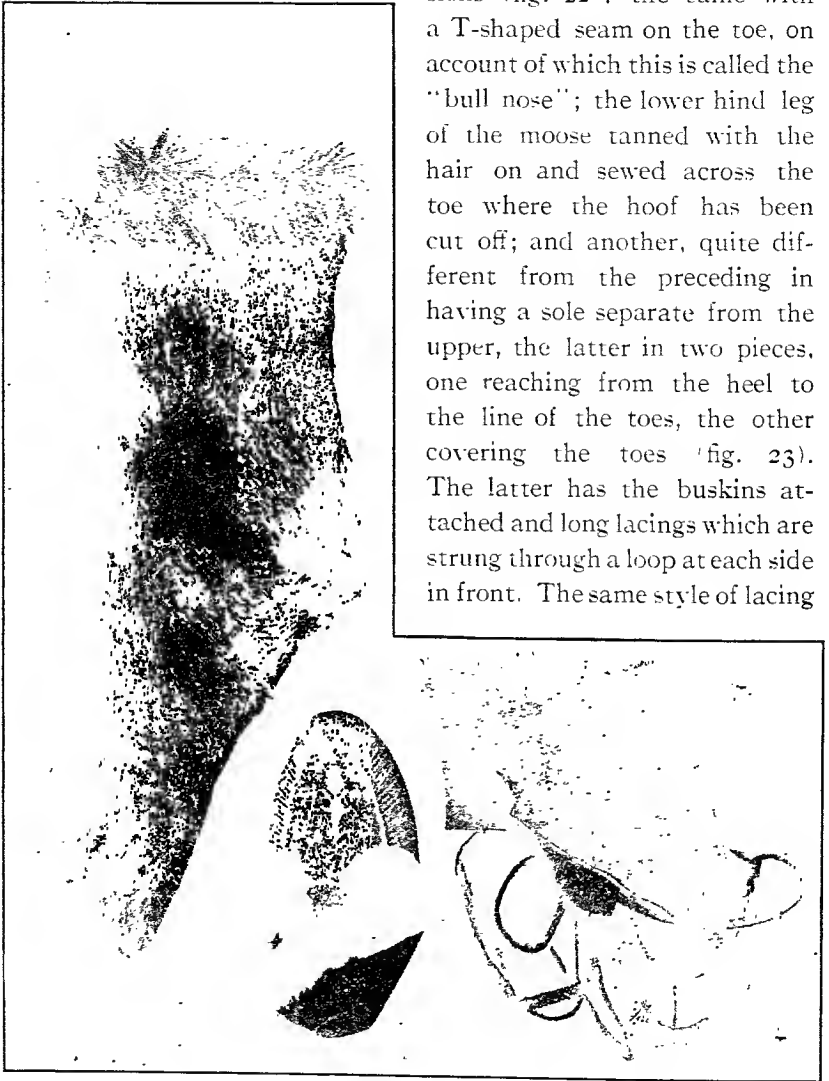 a T-shaped seam on the toe, on
account of which this is called the
"bull nose"; the lower hind leg
of the moose tanned with the
hair on and sewed across the
toe where the hoof has been
cut off; and another, quite dif-
ferent from the preceding in
having a sole separate from the
upper, the latter in two pieces,
one reaching from the heel to
the line of the toes, the other
covering the toes (fig. 23).
The latter has the buskins at-
tached and long lacings which are
strung through a loop at each side
in front. The same style of lacing